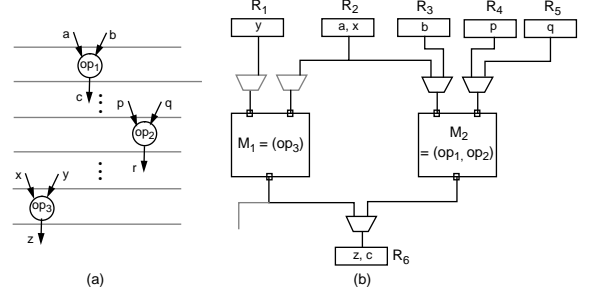 R1 R2 R3 R4 R5
a b y a, x b p q
op1
c
p q
op2
M1 = (op3) M2
= (op1, op2)
r
x y
op3
z
z, c R6
(a) (b)